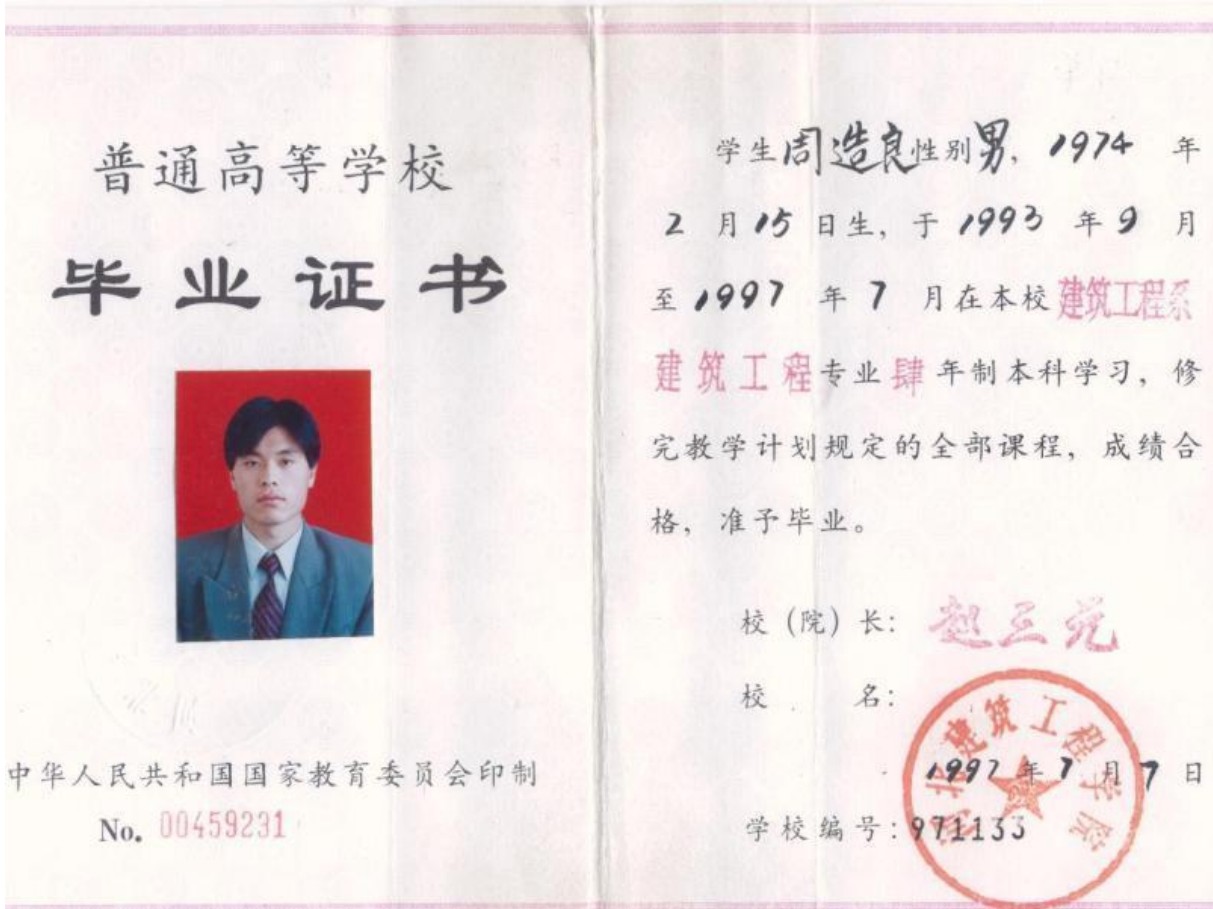 普通高等学校
毕业证书
中华人民共和国国家教育委员会印制
No. 00459231
学生周造良性别男，1974 年
2 月 15 日生，于 1993 年 9 月
至 1997 年 7 月在本校建筑工程系
建筑工程专业肆年制本科学习，修
完教学计划规定的全部课程，成绩合
格，准予毕业。
校（院）长：赵三元
校 名：
建筑工程学院
1997 年 7 月 7 日
学校编号：971133